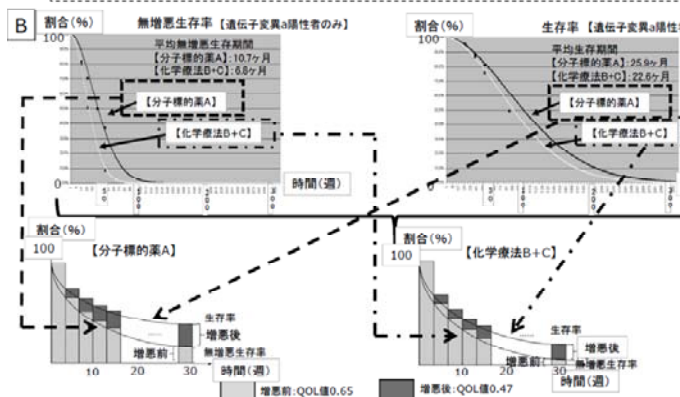 B
割合(%)
無増悪生存率 【遺伝子変異a陽性者のみ】
平均無増悪生存期間
【分子標的薬A】:10.7ヶ月
【化学療法B+C】:6.8ヶ月
【分子標的薬A】
【化学療法B+C】
時間(週)
割合(%)
生存率 【遺伝子変異a陽性者
平均生存期間
【分子標的薬A】:25.9ヶ月
【化学療法B+C】:22.6ヶ月
【分子標的薬A】
【化学療法B+C】
時間(週)
割合(%)
100
【分子標的薬A】
生存率
増悪後
増悪前
無増悪生存率
10 20 30
時間(週)
割合(%)
100
【化学療法B+C】
生存率
増悪後
増悪前
無増悪生存率
10 20 30
時間(週)
増悪前:QOL値0.65
増悪後:QOL値0.47